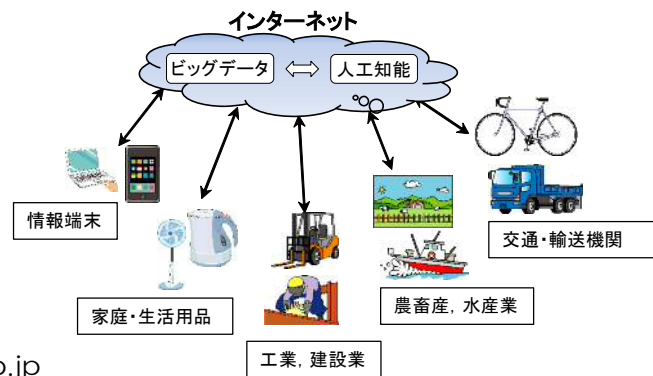 インターネット
ビッグデータ
人工知能
情報端末
交通・輸送機関
農畜産, 水産業
家庭・生活用品
工業, 建設業
o.jp